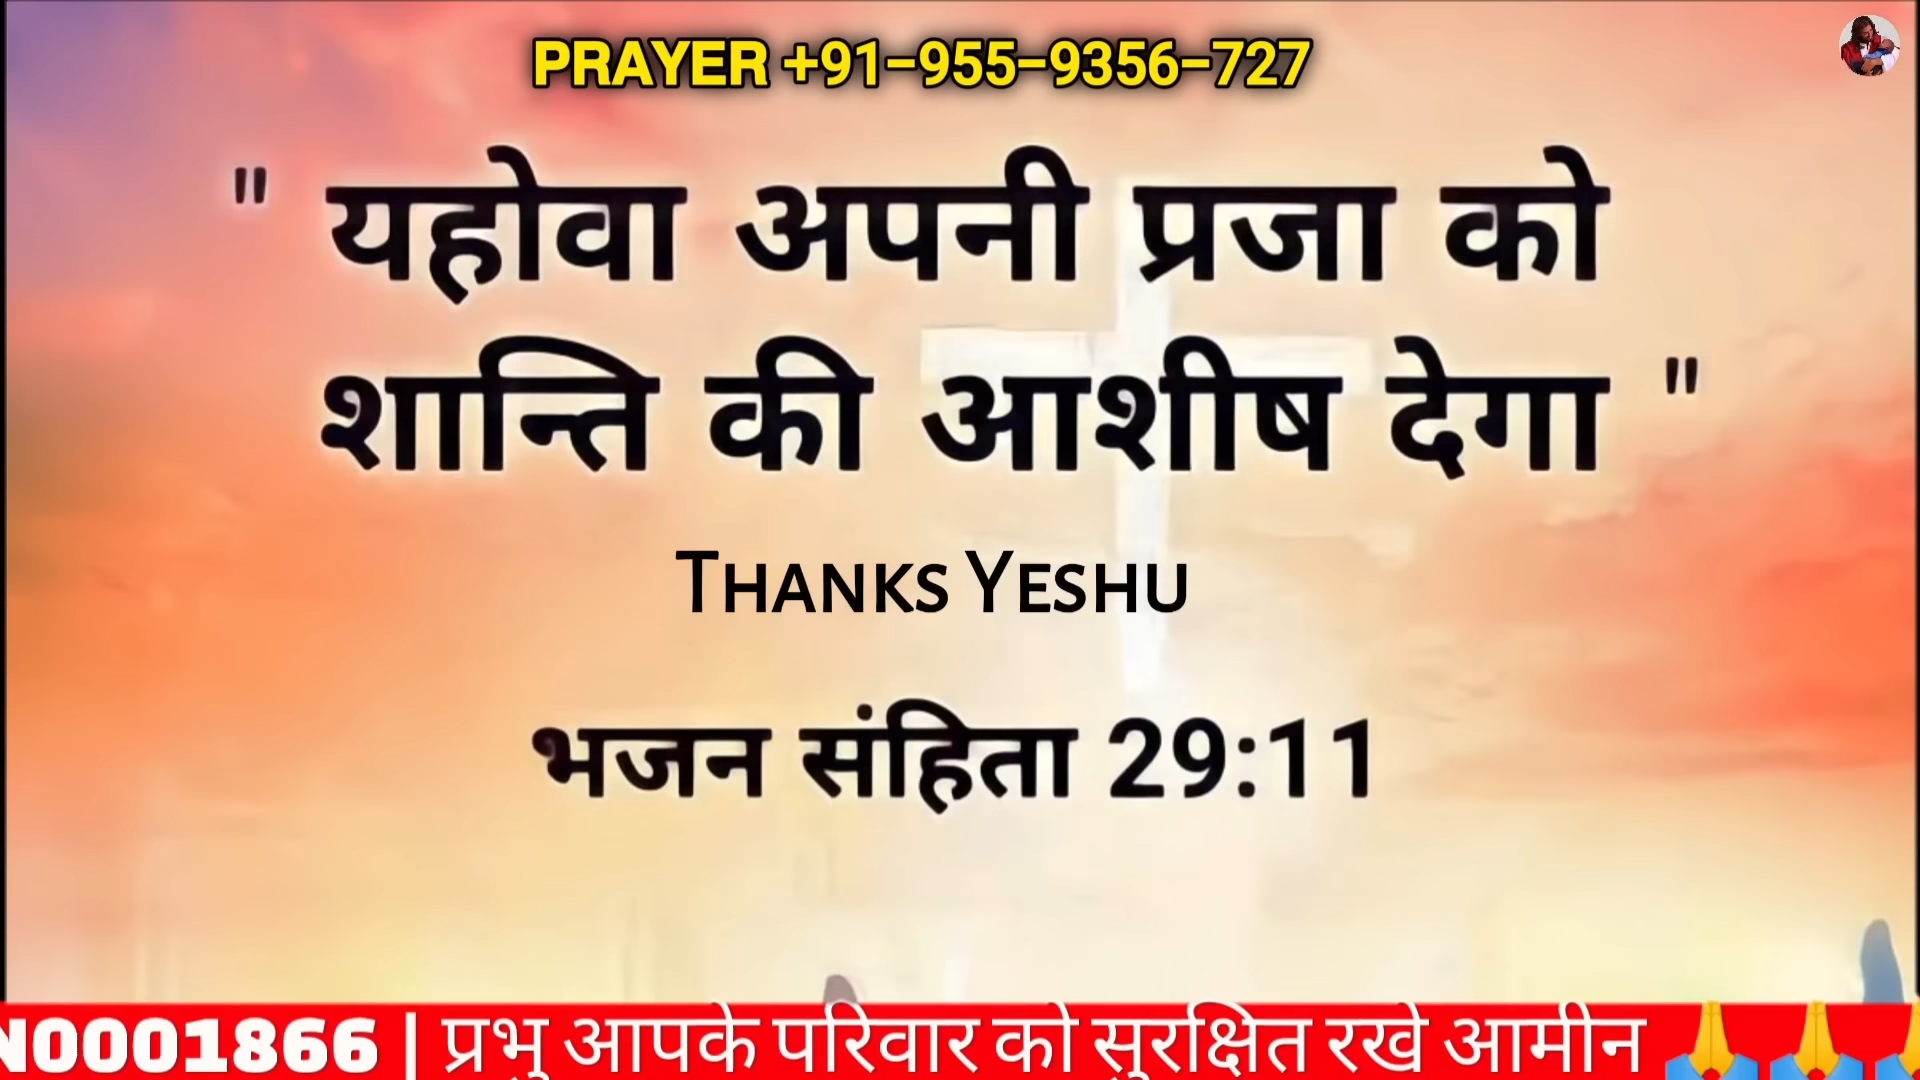 PRAYER +91-955-9356-727
" यहोवा अपनी प्रजा को
शान्ति की आशीष देगा "
THANKS YESHU
भजन संहिता 29:11
N0001866 | प्रभु आपके परिवार को सुरक्षित रखे आमीन 🙏🙏🙏